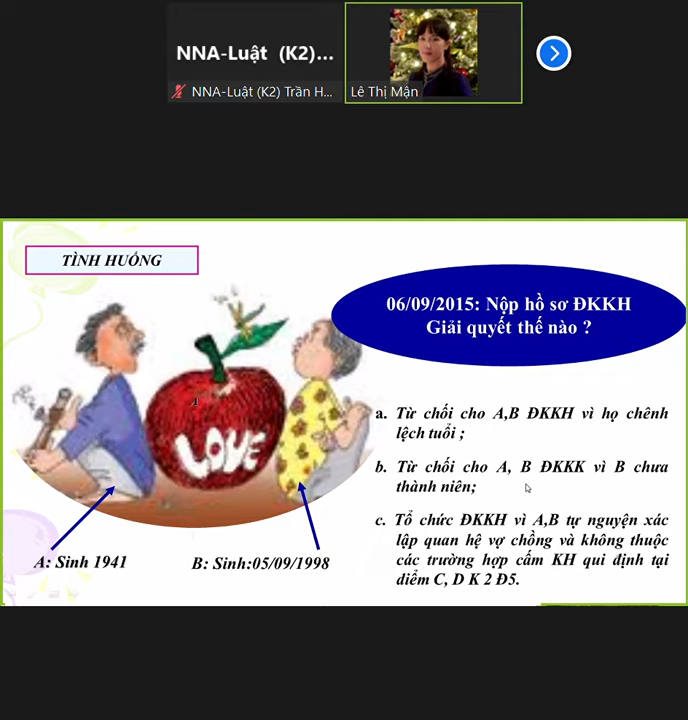 NNA-Luật (K2)...
NNA-Luật (K2) Trần H...
Lê Thị Mận
TÌNH HUỐNG
06/09/2015: Nộp hồ sơ ĐKKH
Giải quyết thế nào ?
LOVE
a. Từ chối cho A,B ĐKKH vì họ chênh
lệch tuổi ;
b. Từ chối cho A, B ĐKKK vì B chưa
thành niên;
c. Tổ chức ĐKKH vì A,B tự nguyện xác
lập quan hệ vợ chồng và không thuộc
các trường hợp cấm KH qui định tại
diểm C, D K 2 Đ5.
A: Sinh 1941
B: Sinh:05/09/1998